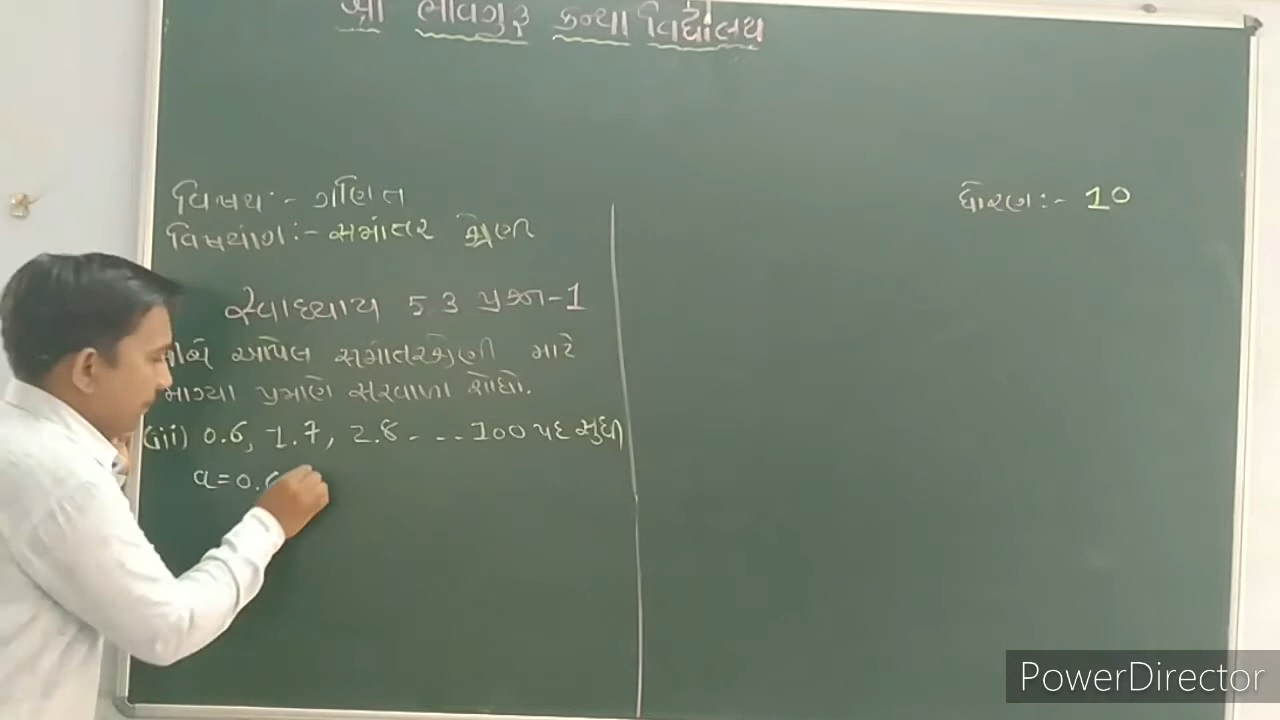 શ્રી ભાવગુરૂ કન્યા વિદ્યાલય
વિષય:- ગણિત
ધોરણ:- 10
વિષયાંગ:- સમાંતર શ્રેણી
સ્વાધ્યાય 5.3 પ્રશ્ન-1
આપેલ સમાંતરશ્રેણી માટે
માગ્યા પ્રમાણે સરવાળા શોધો.
(iii) 0.6, 1.7, 2.8 - - - 100 પદ સુધી
a=0.6
PowerDirector